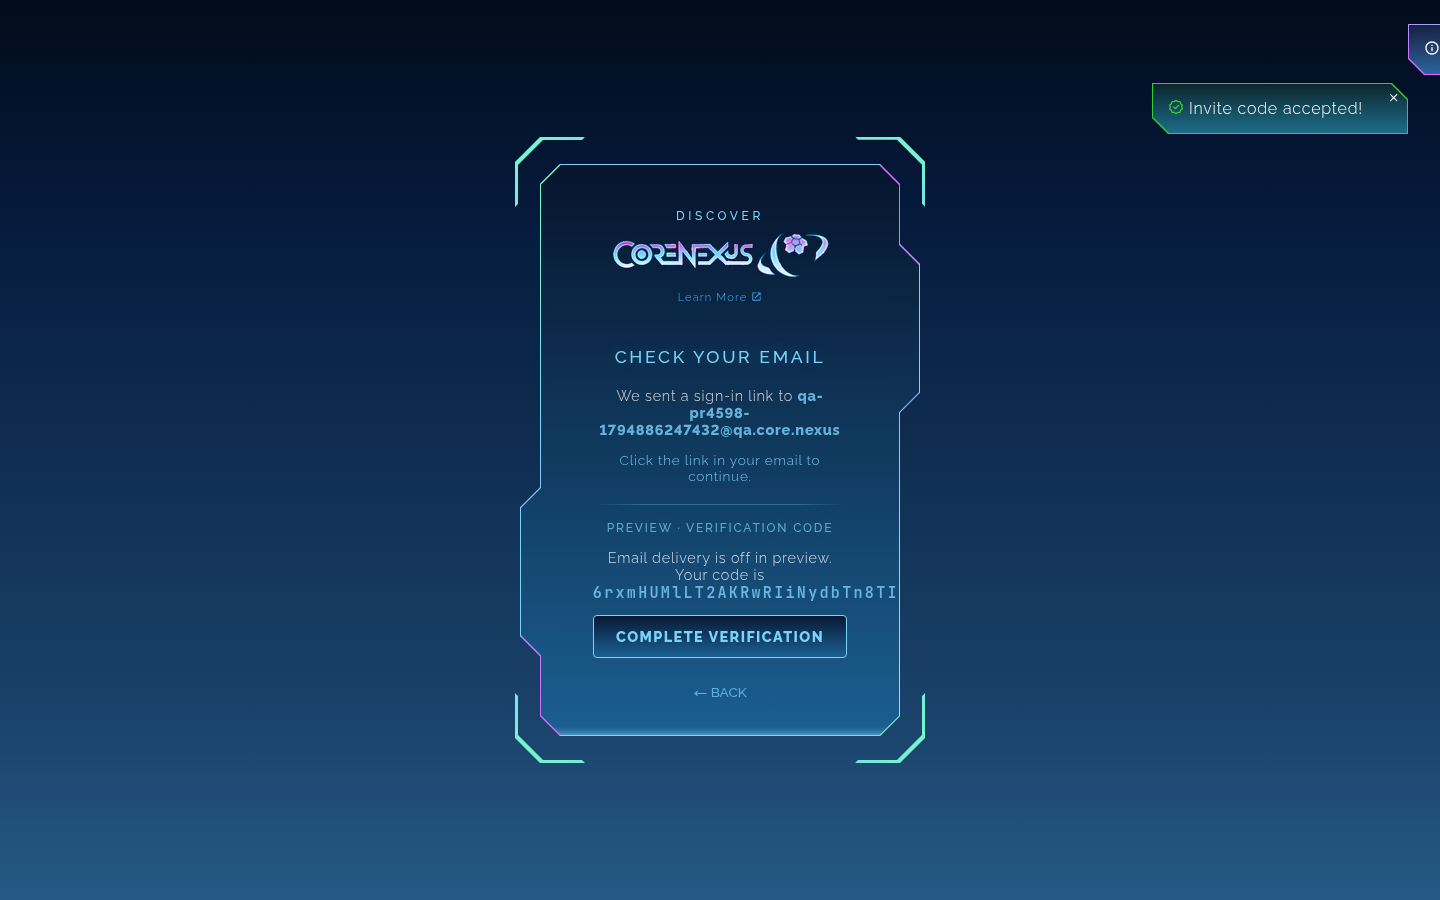 Invite code accepted!
DISCOVER
CORENEXUS
Learn More
CHECK YOUR EMAIL
We sent a sign-in link to qa-
pr4598-
1794886247432@qa.core.nexus
Click the link in your email to
continue.
PREVIEW · VERIFICATION CODE
Email delivery is off in preview.
Your code is
6rxmHUMlLT2AKRwRIiNydbTn8TI
COMPLETE VERIFICATION
← BACK